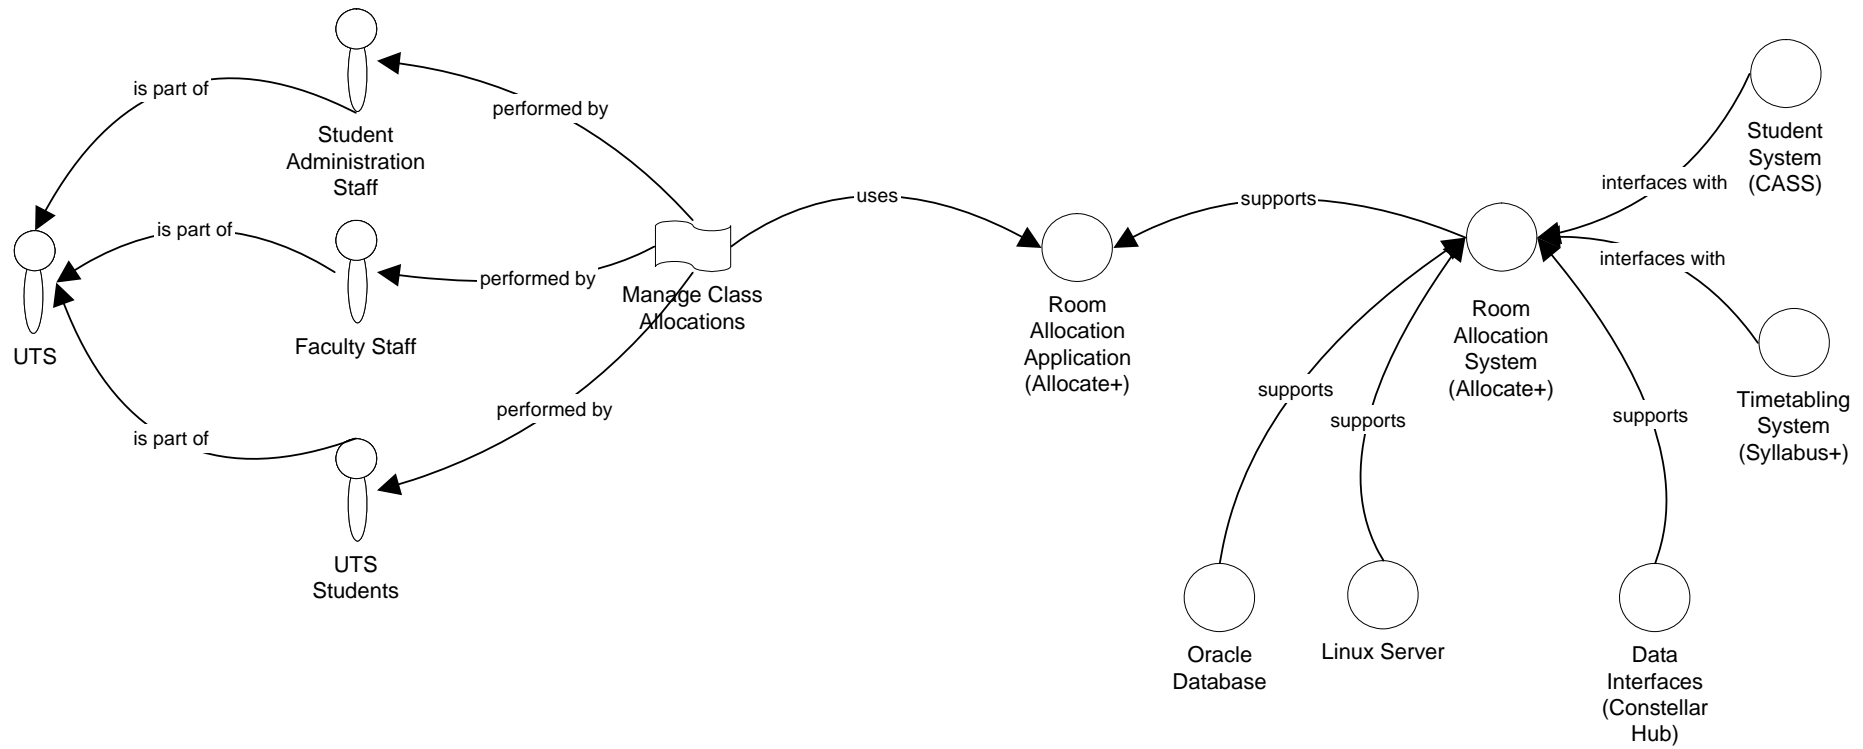 is part of
Student
Administration
Staff
performed by
is part of
Faculty Staff
performed by
UTS
is part of
UTS
Students
performed by
Manage Class
Allocations
uses
Room
Allocation
Application
(Allocate+)
supports
Room
Allocation
System
(Allocate+)
interfaces with
Student
System
(CASS)
interfaces with
Timetabling
System
(Syllabus+)
supports
supports
supports
Oracle
Database
Linux Server
Data
Interfaces
(Constellar
Hub)